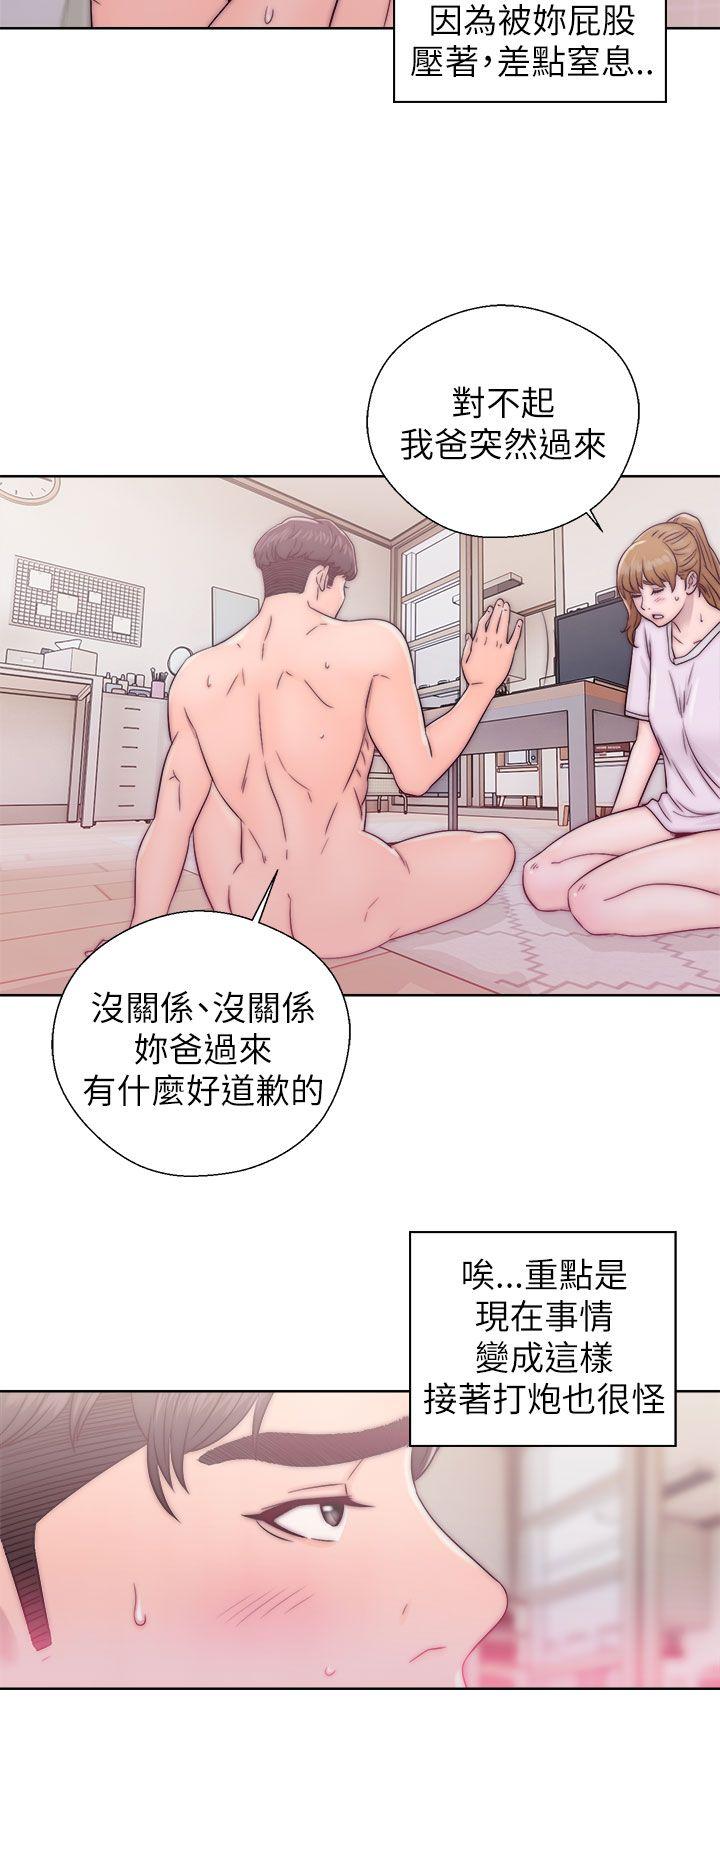 因為被妳屁股
壓著，差點窒息..
對不起
我爸突然過來
沒關係、沒關係
妳爸過來
有什麼好道歉的
唉...重點是
現在事情
變成這樣
接著打炮也很怪